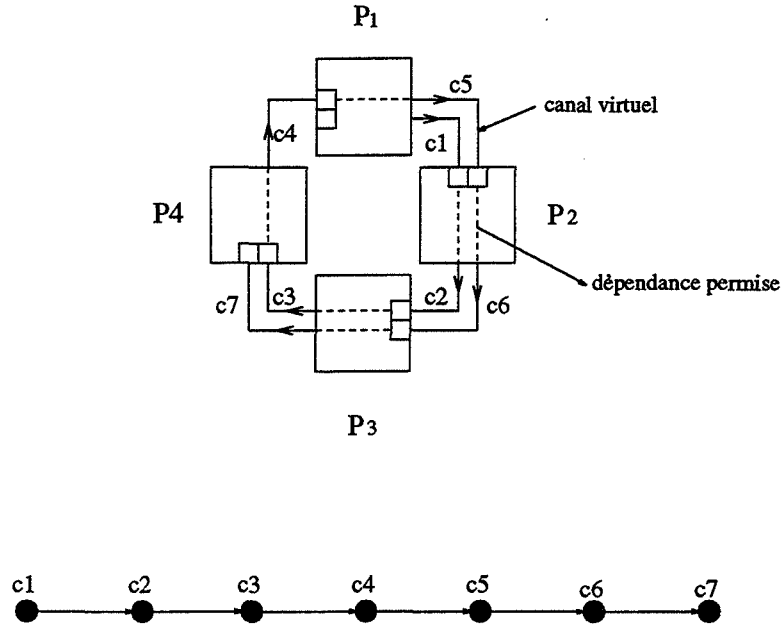 P1
c5
canal virtuel
c4
c1
P4
P2
c7
c3
c2
c6
dépendance permise
P3
c1 c2 c3 c4 c5 c6 c7